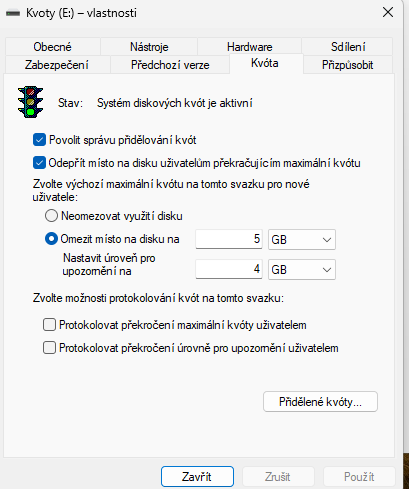 Kvóty (E:) – vlastnosti
Obecné Nástroje Hardware Sdílení
Zabezpečení Předchozí verze Kvóta Přizpůsobit
Stav: Systém diskových kvót je aktivní
Povolit správu přidělování kvót
Odepřít místo na disku uživatelům překračujícím maximální kvótu
Zvolte výchozí maximální kvótu na tomto svazku pro nové
uživatele:
Neomezovat využití disku
Omezit místo na disku na 5 GB
Nastavit úroveň pro
upozornění na 4 GB
Zvolte možnosti protokolování kvót na tomto svazku:
Protokolovat překročení maximální kvóty uživatelem
Protokolovat překročení úrovně pro upozornění uživatelem
Přidělené kvóty...
Zavřít Zrušit Použít